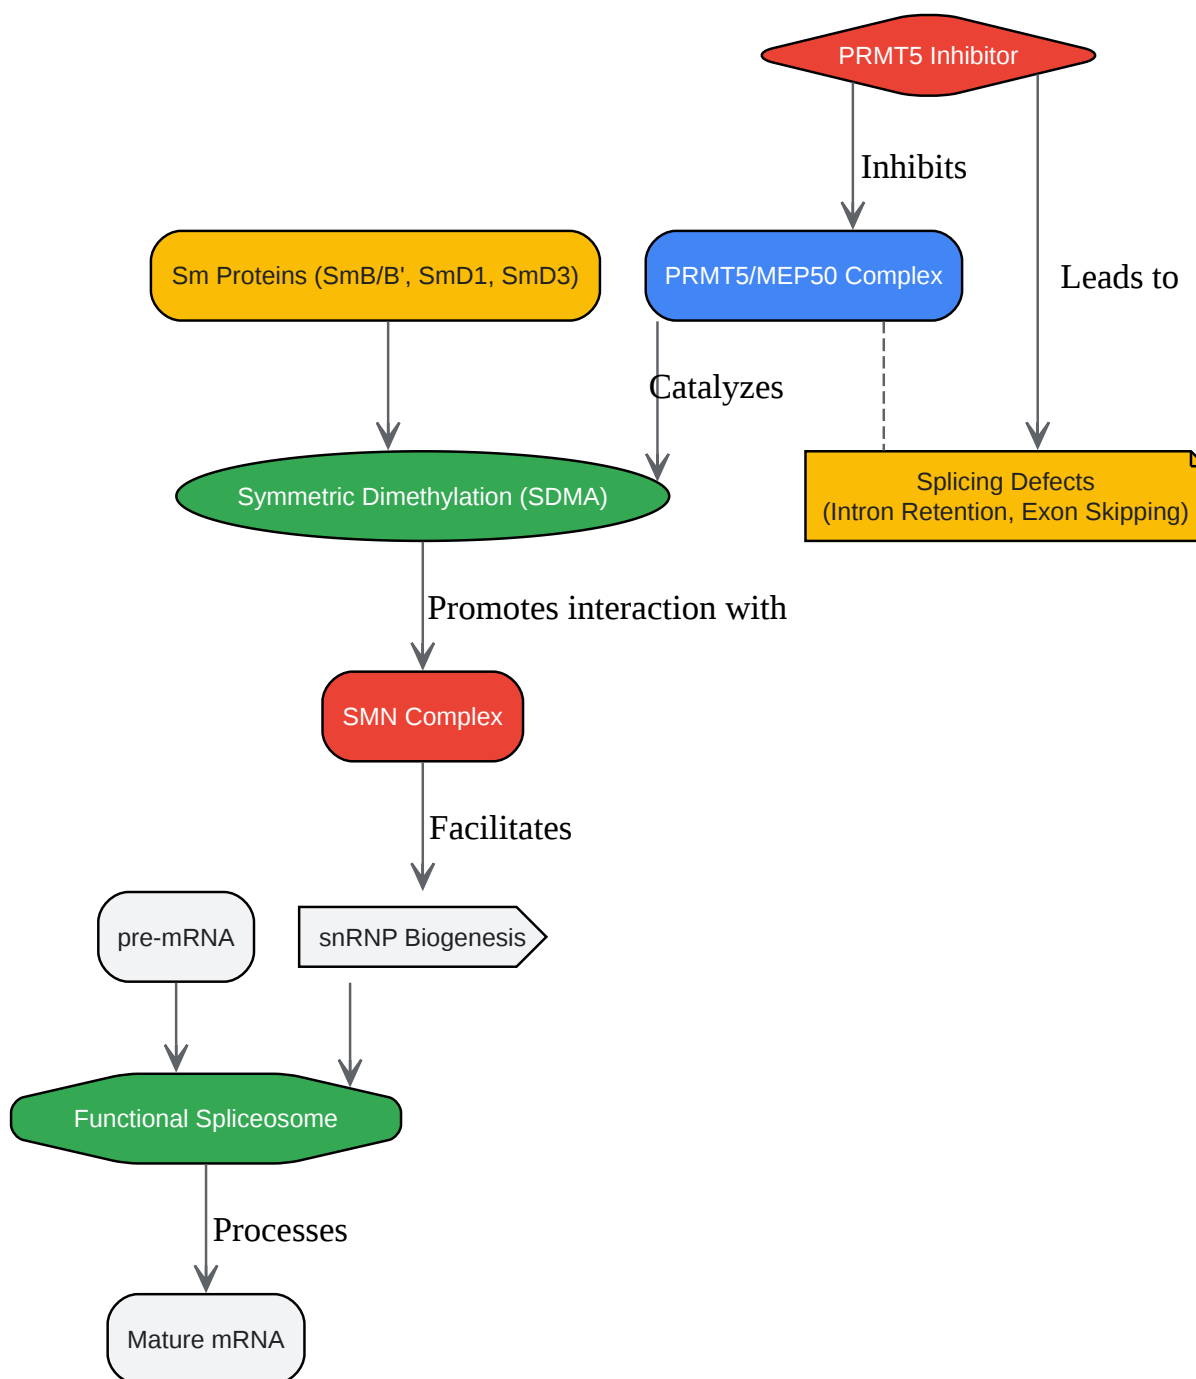 PRMT5 Inhibitor
Inhibits
Sm Proteins (SmB/B', SmD1, SmD3)
PRMT5/MEP50 Complex
Leads to
Catalyzes
Symmetric Dimethylation (SDMA)
Splicing Defects
(Intron Retention, Exon Skipping)
Promotes interaction with
SMN Complex
Facilitates
pre-mRNA
snRNP Biogenesis
Functional Spliceosome
Processes
Mature mRNA